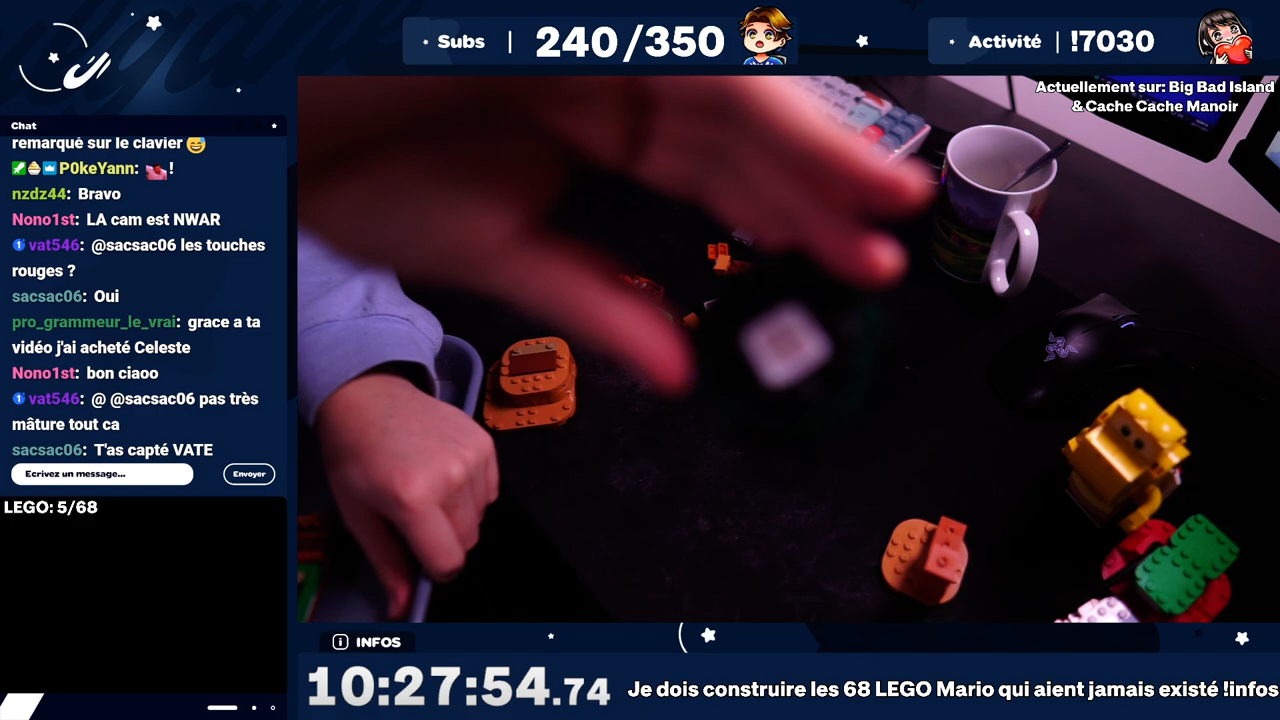 Subs | 240/350
Activité | !7030
Actuellement sur: Big Bad Island
& Cache Cache Manoir
Chat
remarqué sur le clavier
P0keYann: !
nzdz44: Bravo
Nono1st: LA cam est NWAR
vat546: @sacsac06 les touches
rouges ?
sacsac06: Oui
pro_grammeur_le_vrai: grace a ta
vidéo j'ai acheté Celeste
Nono1st: bon ciaoo
vat546: @ @sacsac06 pas très
mâture tout ca
sacsac06: T'as capté VATE
Ecrivez un message...
Envoyer
LEGO: 5/68
INFOS
10:27:54.74
Je dois construire les 68 LEGO Mario qui aient jamais existé !infos